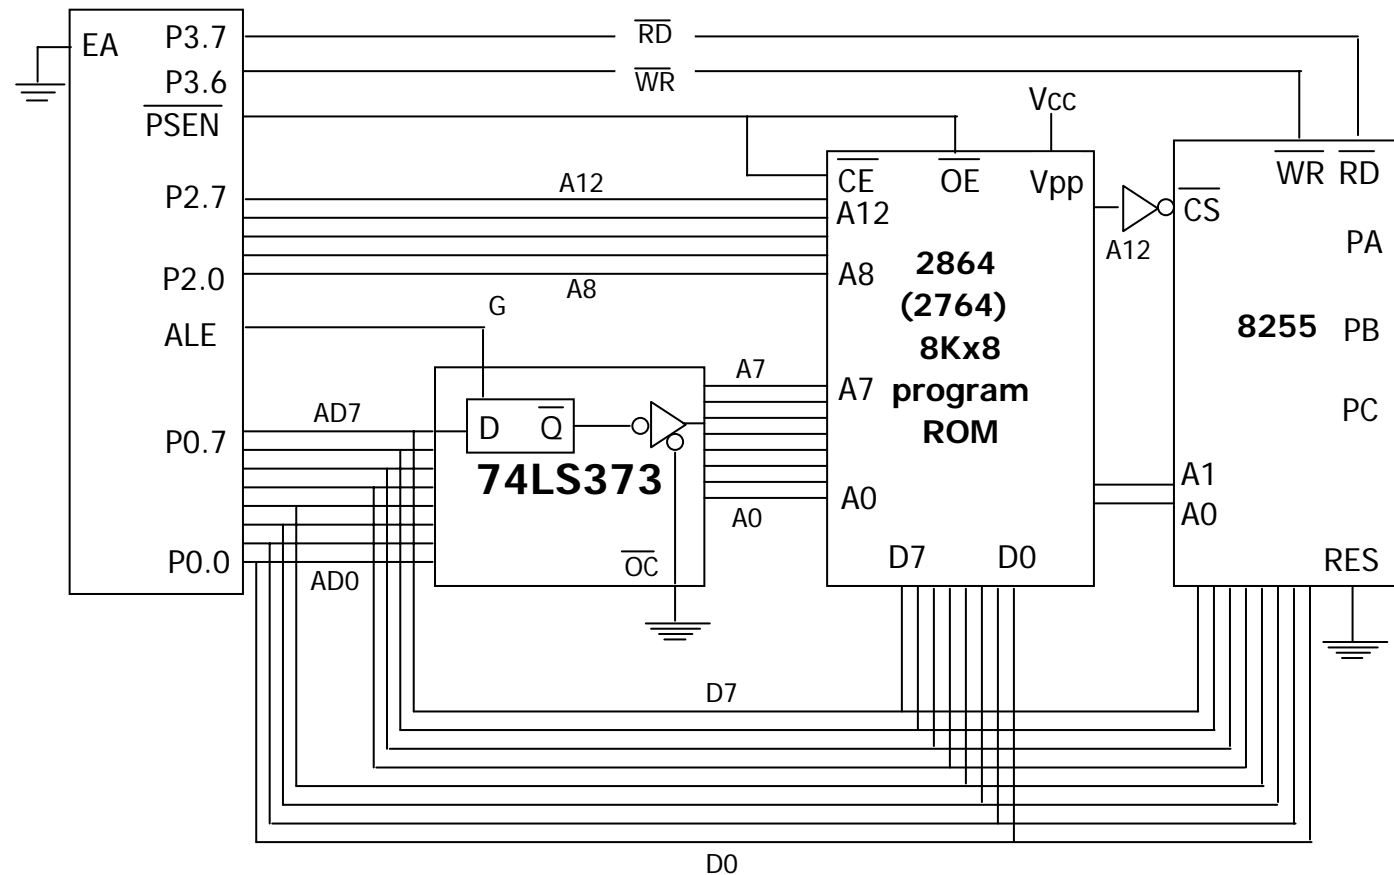 EA
P3.7
RD
P3.6
WR
PSEN
Vcc
CE
OE
Vpp
WR RD
P2.7
A12
A12
CS
A12
PA
P2.0
A8
A8
2864
(2764)
8Kx8
program
ROM
8255
PB
PC
G
ALE
A7
A7
AD7
P0.7
D
Q
74LS373
A0
A0
A1
A0
P0.0
AD0
OC
D7
D0
RES
D7
D0